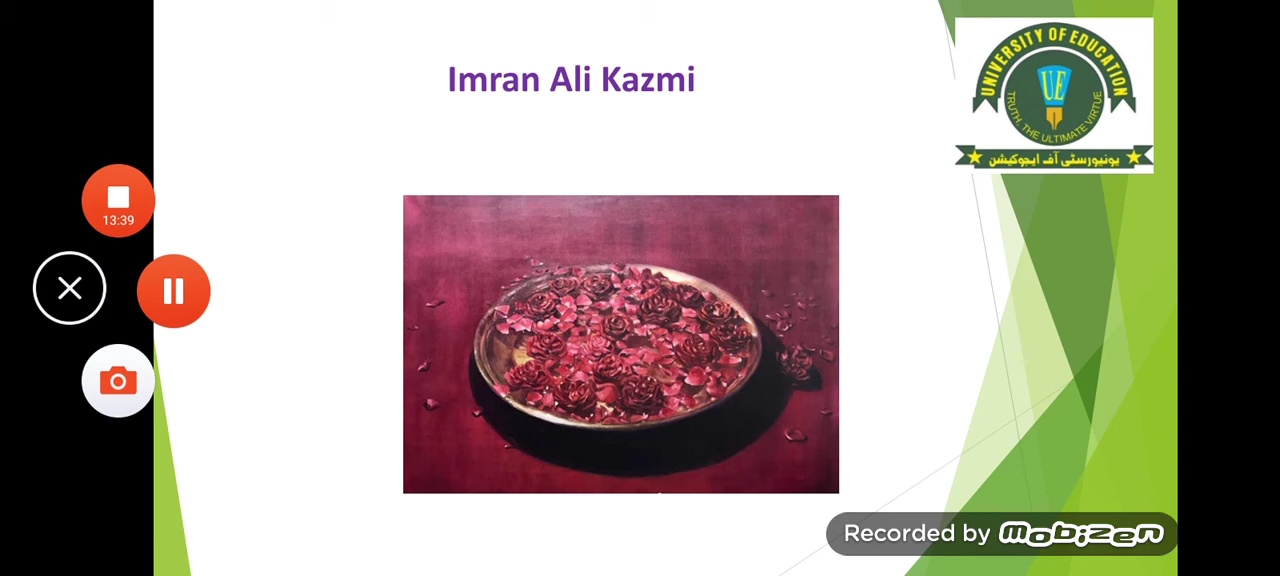 Imran Ali Kazmi
UNIVERSITY OF EDUCATION
UE
TRUTH, THE ULTIMATE VIRTUE
یونیورسٹی آف ایجوکیشن
13:39
Recorded by MOBIZEN